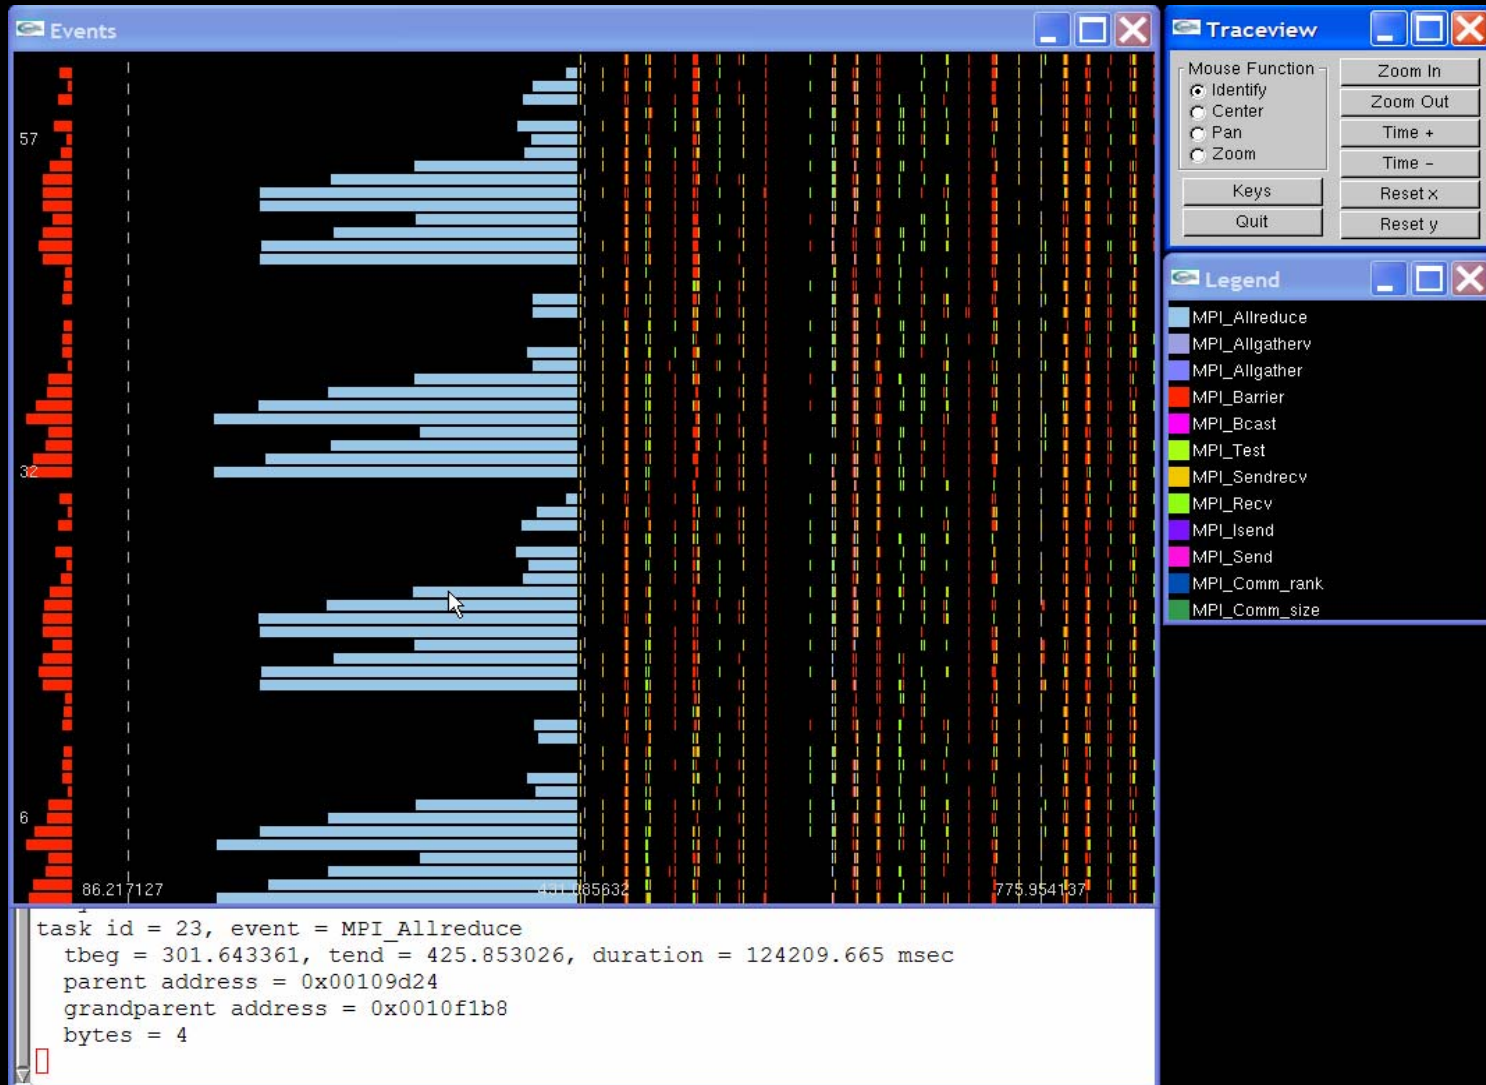 Events
57
32
6
86.217127
431.085632
775.954137
task id = 23, event = MPI_Allreduce
tbeg = 301.643361, tend = 425.853026, duration = 124209.665 msec
parent address = 0x00109d24
grandparent address = 0x0010f1b8
bytes = 4
Traceview
Mouse Function
Identify
Center
Pan
Zoom
Keys
Quit
Zoom In
Zoom Out
Time +
Time -
Reset x
Reset y
Legend
MPI_Allreduce
MPI_Allgatherv
MPI_Allgather
MPI_Barrier
MPI_Bcast
MPI_Test
MPI_Sendrecv
MPI_Recv
MPI_Isend
MPI_Send
MPI_Comm_rank
MPI_Comm_size